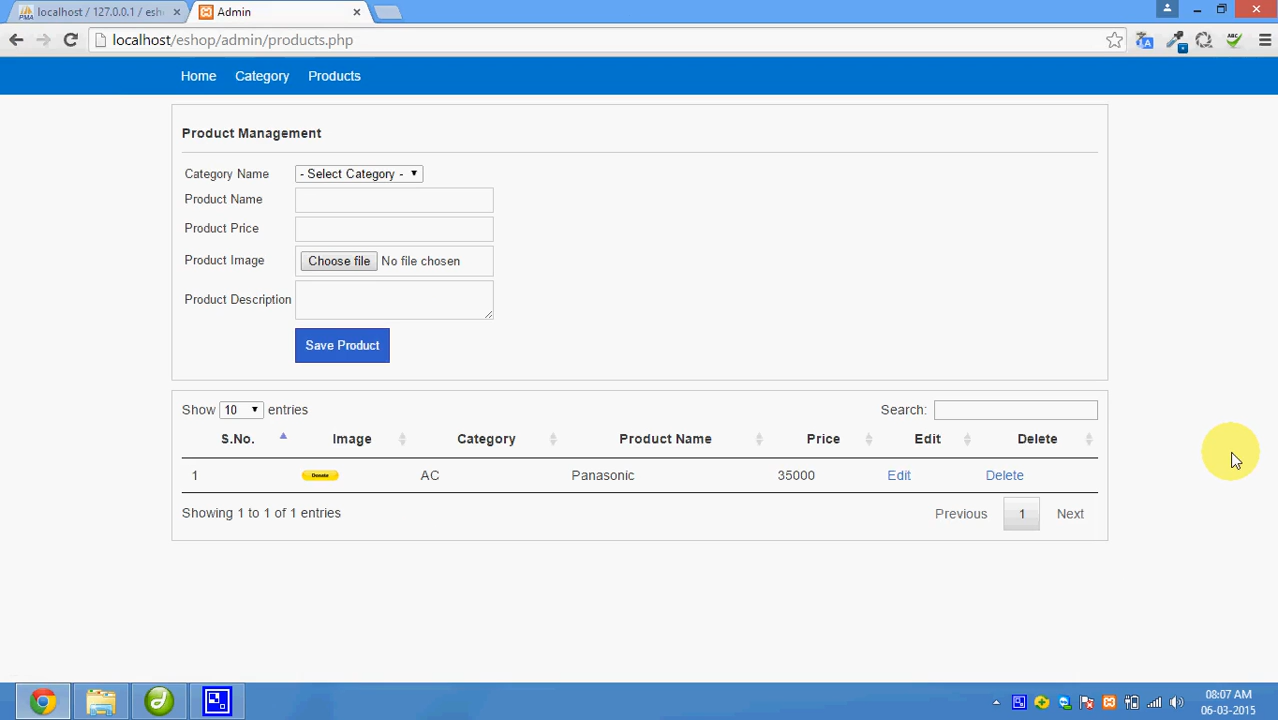 localhost / 127.0.0.1 / esh
Admin
localhost/eshop/admin/products.php
ABC
Home Category Products
Product Management
Category Name - Select Category -
Product Name
Product Price
Product Image Choose file No file chosen
Product Description
Save Product
Show 10 entries Search:
S.No. Image Category Product Name Price Edit Delete
1 Donate AC Panasonic 35000 Edit Delete
Showing 1 to 1 of 1 entries Previous 1 Next
08:07 AM
06-03-2015